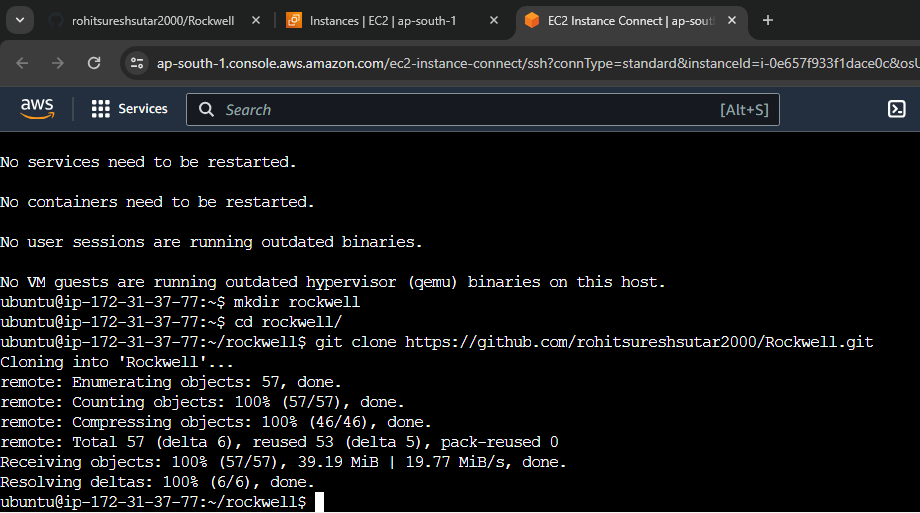 rohitsureshsutar2000/Rockwell
Instances | EC2 | ap-south-1
EC2 Instance Connect | ap-sout
ap-south-1.console.aws.amazon.com/ec2-instance-connect/ssh?connType=standard&instanceId=i-0e657f933f1dace0c&osU
aws
Services
Search
[Alt+S]
No services need to be restarted.
No containers need to be restarted.
No user sessions are running outdated binaries.
No VM guests are running outdated hypervisor (qemu) binaries on this host.
ubuntu@ip-172-31-37-77:~$ mkdir rockwell
ubuntu@ip-172-31-37-77:~$ cd rockwell/
ubuntu@ip-172-31-37-77:~/rockwell$ git clone https://github.com/rohitsureshsutar2000/Rockwell.git
Cloning into 'Rockwell'...
remote: Enumerating objects: 57, done.
remote: Counting objects: 100% (57/57), done.
remote: Compressing objects: 100% (46/46), done.
remote: Total 57 (delta 6), reused 53 (delta 5), pack-reused 0
Receiving objects: 100% (57/57), 39.19 MiB | 19.77 MiB/s, done.
Resolving deltas: 100% (6/6), done.
ubuntu@ip-172-31-37-77:~/rockwell$